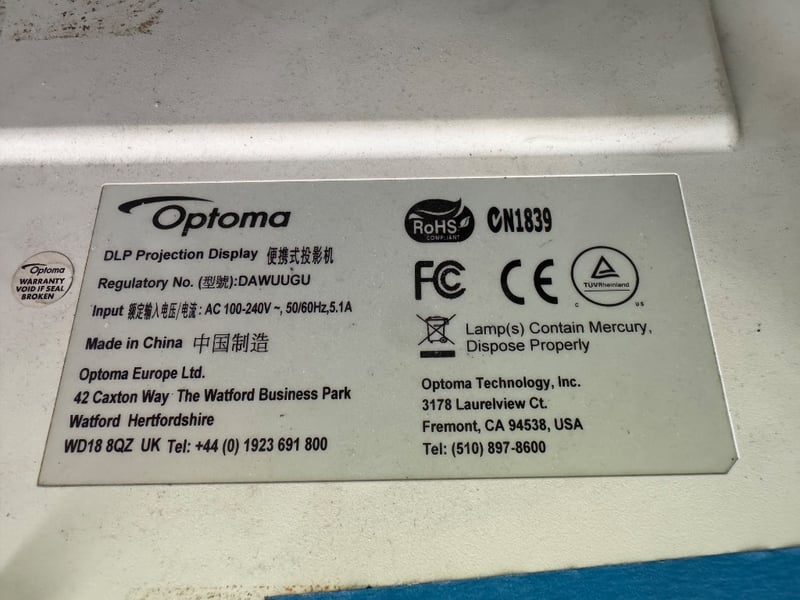 Optoma
DLP Projection Display 便携式投影机
Regulatory No. (型號):DAWUUGU
Input 额定输入电压/电流: AC 100-240V ~, 50/60Hz,5.1A
Made in China 中国制造
Optoma Europe Ltd.
42 Caxton Way The Watford Business Park
Watford Hertfordshire
WD18 8QZ UK Tel: +44 (0) 1923 691 800
RoHS
COMPLIANT
N1839
FC CE
TÜVRheinland
C US
Lamp(s) Contain Mercury,
Dispose Properly
Optoma Technology, Inc.
3178 Laurelview Ct.
Fremont, CA 94538, USA
Tel: (510) 897-8600
Optoma
WARRANTY
VOID IF SEAL
BROKEN